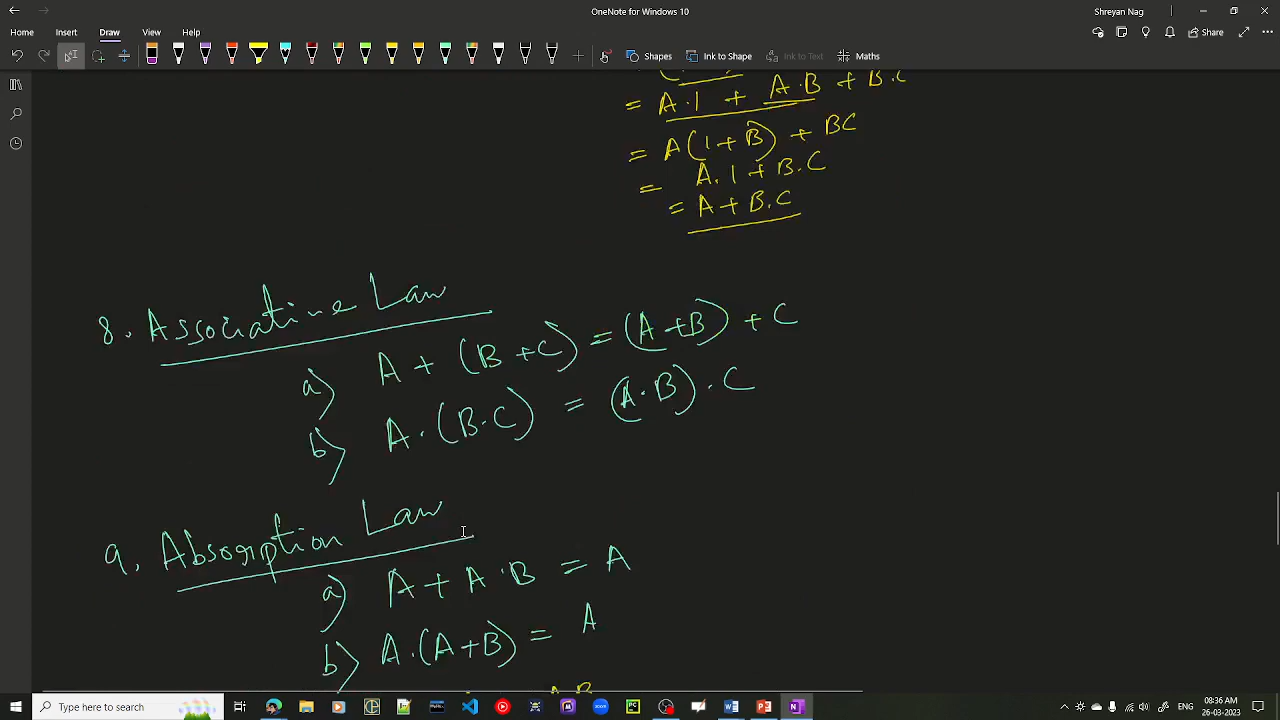 OneNote for Windows 10
Shreyan Nag
Home Insert Draw View Help
Share
Shapes Ink to Shape Ink to Text Maths
= A·1 + A·B + B·C
= A(1+B) + BC
= A·1 + B·C
= A + B·C
8. Associative Law
a) A + (B + C) = (A + B) + C
b) A·(B·C) = (A·B)·C
9. Absorption Law
a) A + A·B = A
b) A·(A+B) = A
Type here to search
ENG
08:36 AM
26-03-2023